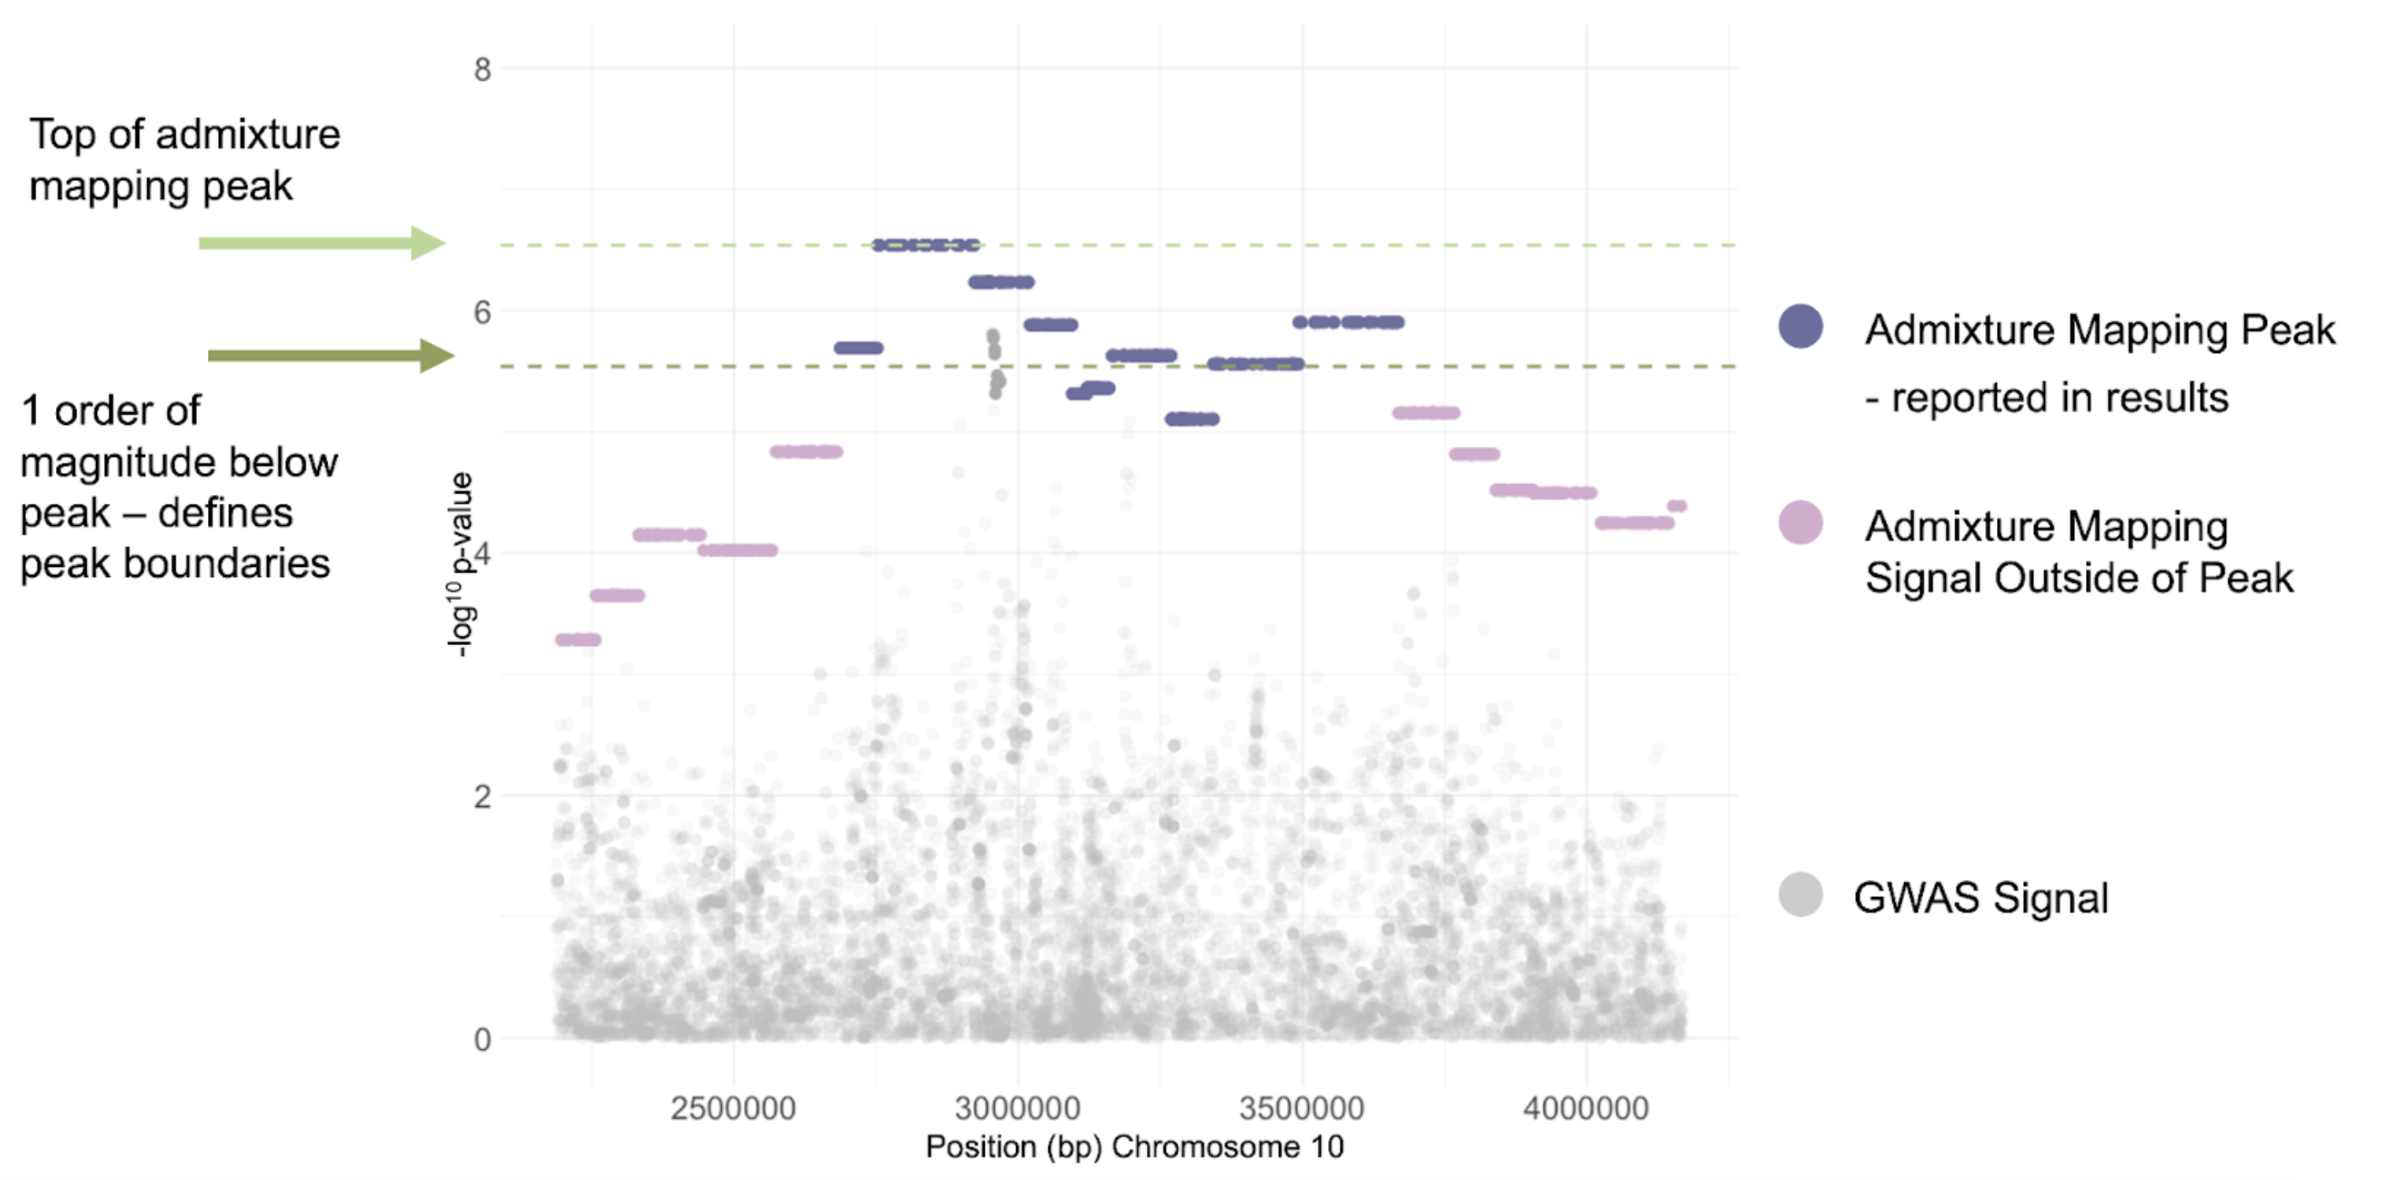 Top of admixture
mapping peak
1 order of
magnitude below
peak – defines
peak boundaries
-log10 p-value
8
6
4
2
0
2500000
3000000
3500000
4000000
Position (bp) Chromosome 10
Admixture Mapping Peak
- reported in results
Admixture Mapping
Signal Outside of Peak
GWAS Signal